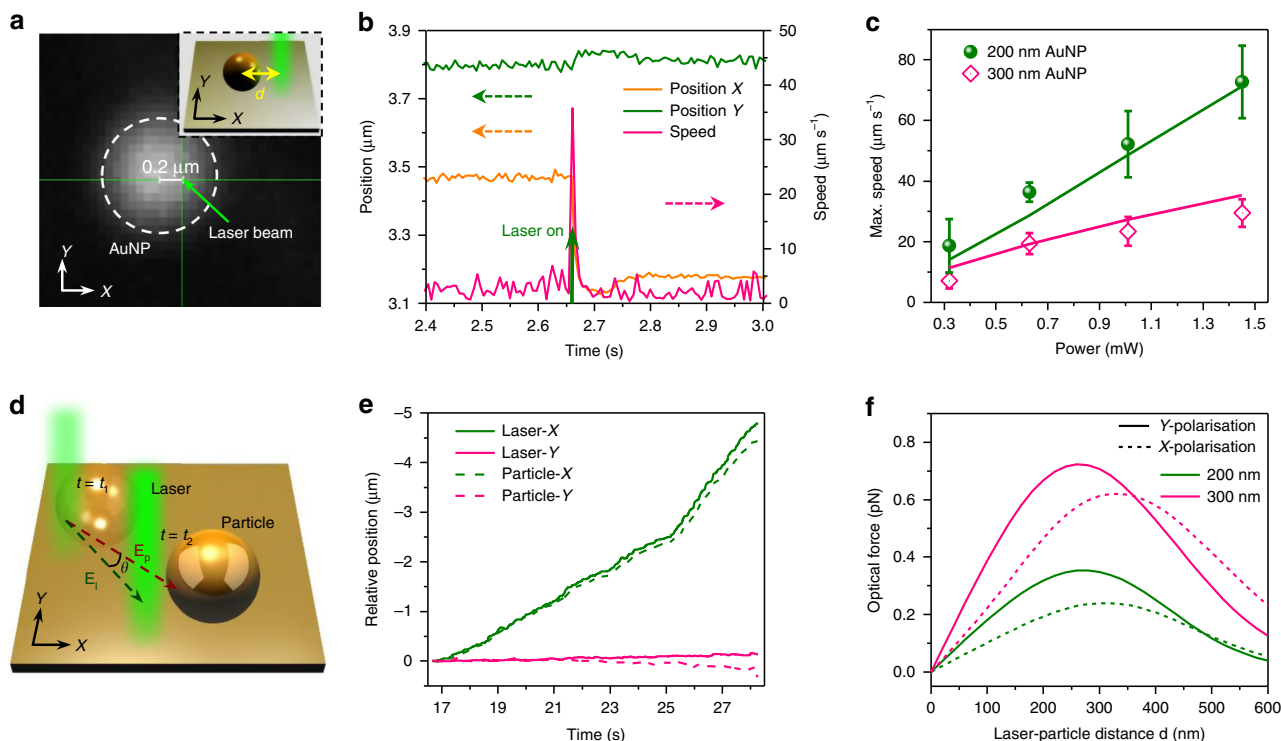 a
Y
X
d
0.2 μm
Laser beam
AuNP
Y
X
b
3.9
3.7
3.5
3.3
3.1
Position (μm)
50
40
30
20
10
0
Speed (μm s⁻¹)
Position X
Position Y
Speed
Laser on
2.4 2.5 2.6 2.7 2.8 2.9 3.0
Time (s)
c
80
60
40
20
0
Max. speed (μm s⁻¹)
200 nm AuNP
300 nm AuNP
0.3 0.5 0.7 0.9 1.1 1.3 1.5
Power (mW)
d
t = t₁
Laser
Particle
t = t₂
Eₚ
θ
Eᵢ
Y
X
e
–5
–4
–3
–2
–1
0
Relative position (μm)
Laser-X
Laser-Y
Particle-X
Particle-Y
17 19 21 23 25 27
Time (s)
f
0.8
0.6
0.4
0.2
0.0
Optical force (pN)
Y-polarisation
X-polarisation
200 nm
300 nm
0 100 200 300 400 500 600
Laser-particle distance d (nm)